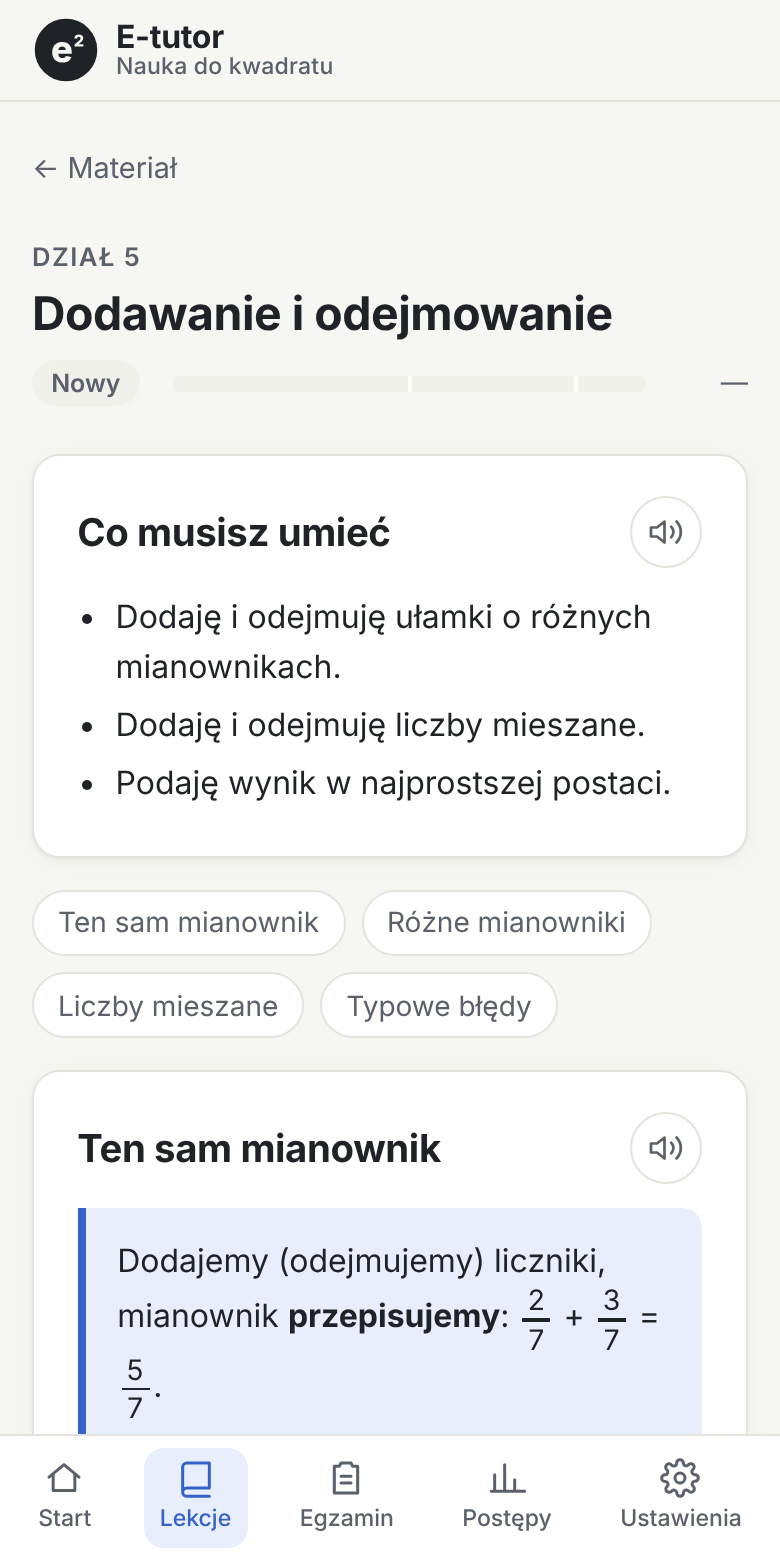 e²
E-tutor
Nauka do kwadratu
← Materiał
DZIAŁ 5
Dodawanie i odejmowanie
Nowy —
Co musisz umieć
• Dodaję i odejmuję ułamki o różnych
mianownikach.
• Dodaję i odejmuję liczby mieszane.
• Podaję wynik w najprostszej postaci.
Ten sam mianownik Różne mianowniki
Liczby mieszane Typowe błędy
Ten sam mianownik
Dodajemy (odejmujemy) liczniki,
mianownik przepisujemy: 2/7 + 3/7 =
5/7.
Start Lekcje Egzamin Postępy Ustawienia